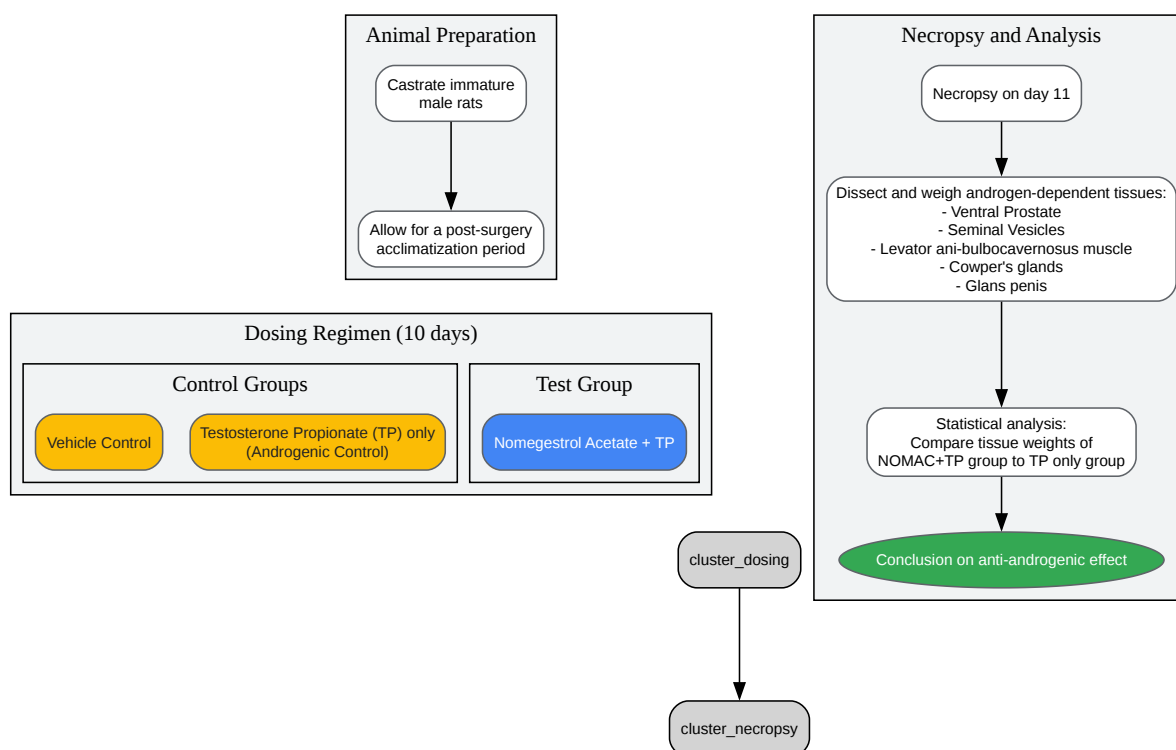 Animal Preparation
Castrate immature
male rats
Allow for a post-surgery
acclimatization period
Dosing Regimen (10 days)
Control Groups
Vehicle Control
Testosterone Propionate (TP) only
(Androgenic Control)
Test Group
Nomegestrol Acetate + TP
cluster_dosing
cluster_necropsy
Necropsy and Analysis
Necropsy on day 11
Dissect and weigh androgen-dependent tissues:
- Ventral Prostate
- Seminal Vesicles
- Levator ani-bulbocavernosus muscle
- Cowper's glands
- Glans penis
Statistical analysis:
Compare tissue weights of
NOMAC+TP group to TP only group
Conclusion on anti-androgenic effect